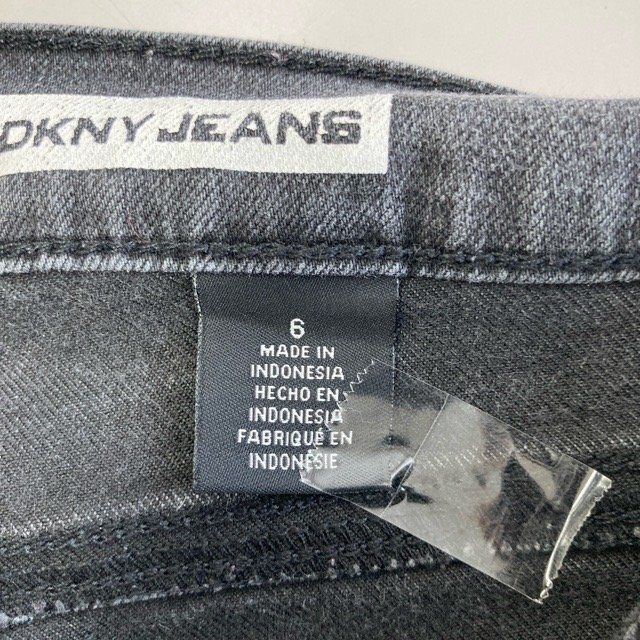 DKNY JEANS
6
MADE IN
INDONESIA
HECHO EN
INDONESIA
FABRIQUÉ EN
INDONÉSIE